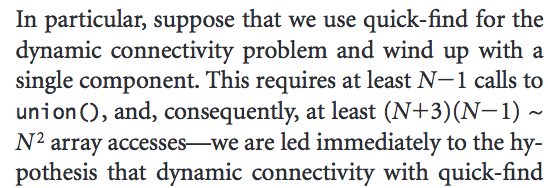 In particular, suppose that we use quick-find for the
dynamic connectivity problem and wind up with a
single component. This requires at least N−1 calls to
union(), and, consequently, at least (N+3)(N−1) ~
N² array accesses—we are led immediately to the hy-
pothesis that dynamic connectivity with quick-find